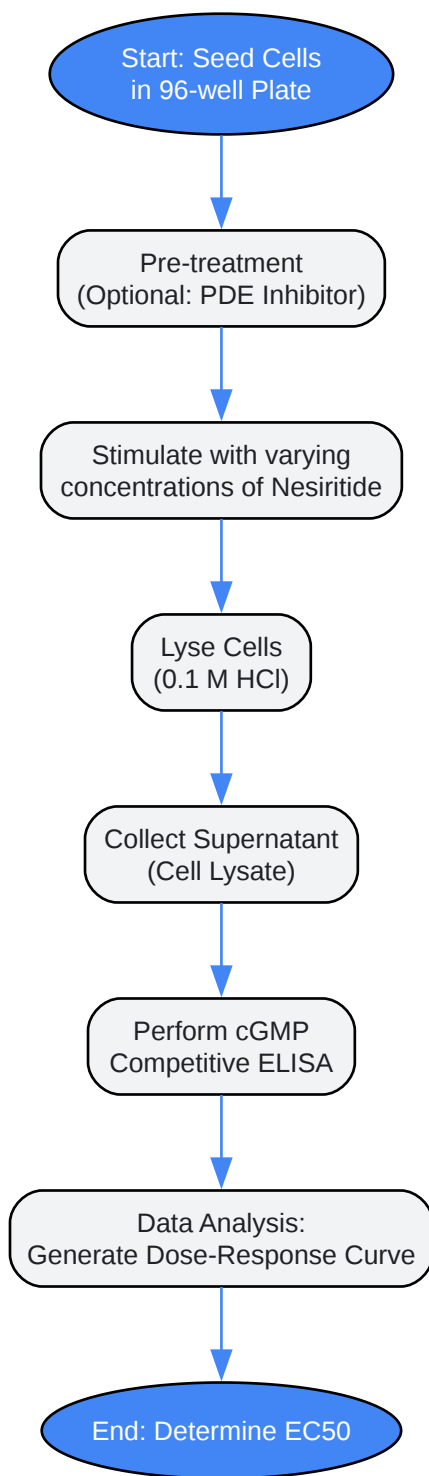 Start: Seed Cells
in 96-well Plate
Pre-treatment
(Optional: PDE Inhibitor)
Stimulate with varying
concentrations of Nesiritide
Lyse Cells
(0.1 M HCl)
Collect Supernatant
(Cell Lysate)
Perform cGMP
Competitive ELISA
Data Analysis:
Generate Dose-Response Curve
End: Determine EC50